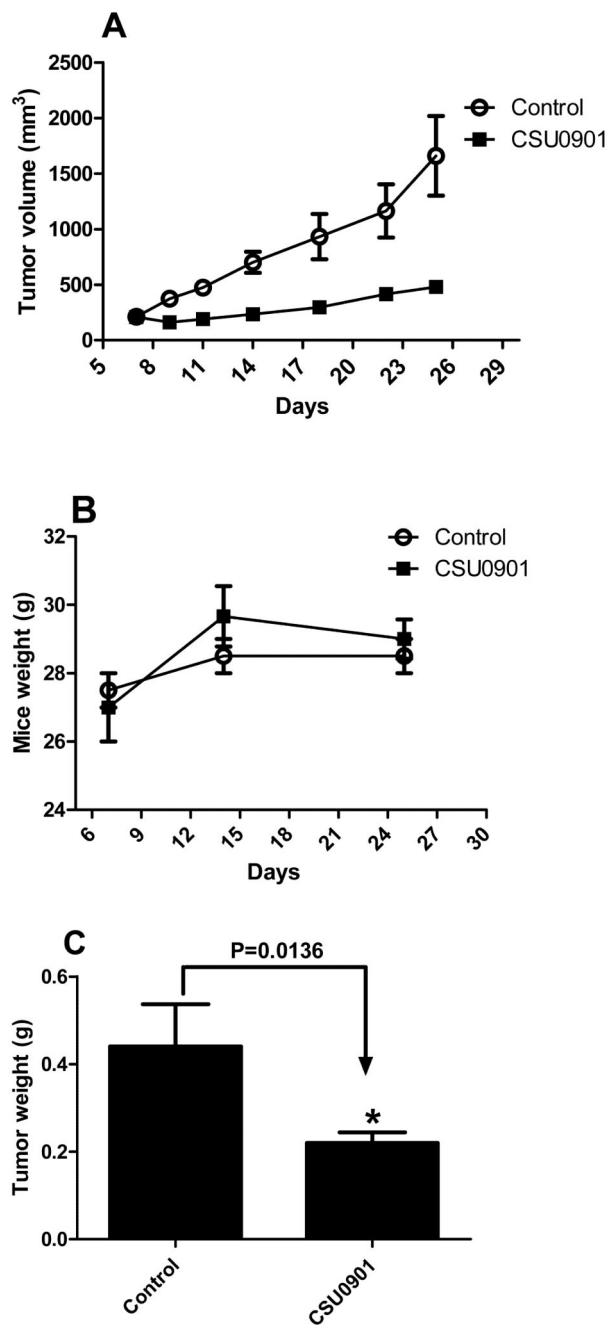 A
Tumor volume (mm³)
2500
2000
1500
1000
500
0
5
8
11
14
17
20
23
26
29
Days
Control
CSU0901
B
Mice weight (g)
32
30
28
26
24
6
9
12
15
18
21
24
27
30
Days
Control
CSU0901
C
P=0.0136
Tumor weight (g)
0.6
0.4
0.2
0.0
*
Control
CSU0901